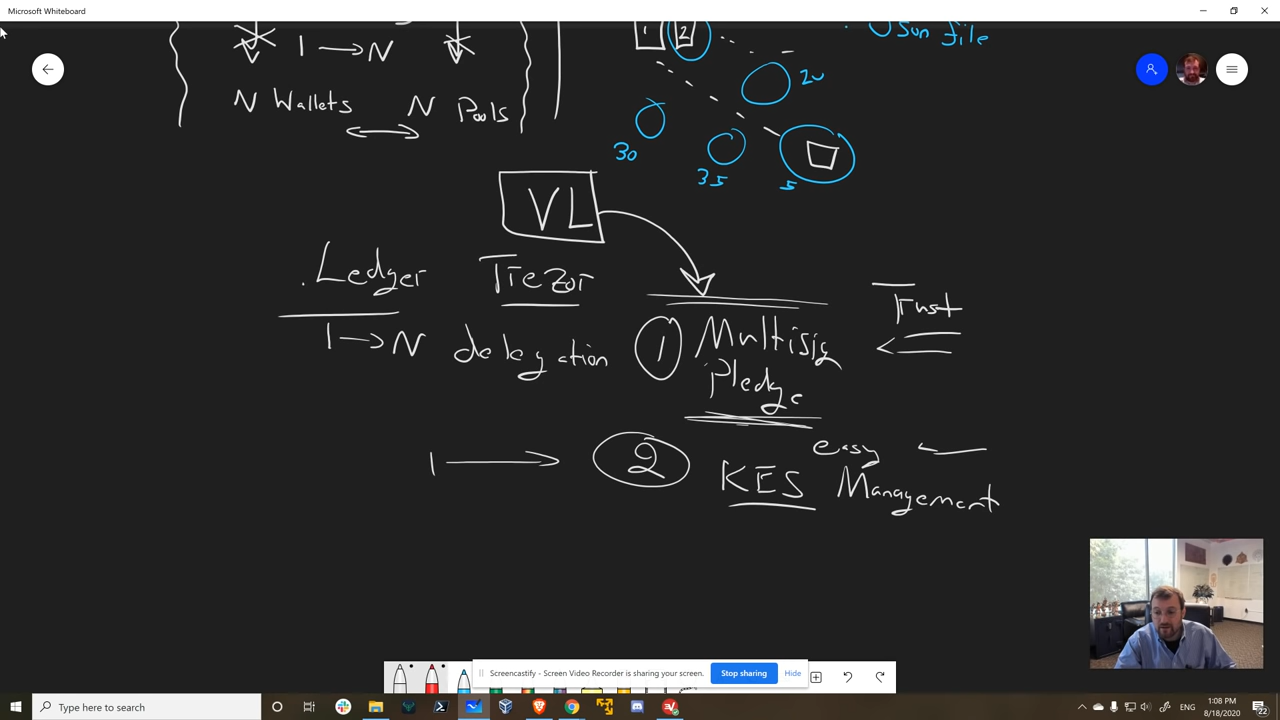 Microsoft Whiteboard
1 → N
N Wallets ↔ N Pools
1 2
JSON file
20
30
35
5
VL
Ledger Trezor
1 → N delegation
1 Multisig
Pledge
Trust
1 → 2 KES easy Management
Screencastify - Screen Video Recorder is sharing your screen. Stop sharing Hide
Type here to search
ENG
1:08 PM
8/18/2020
22